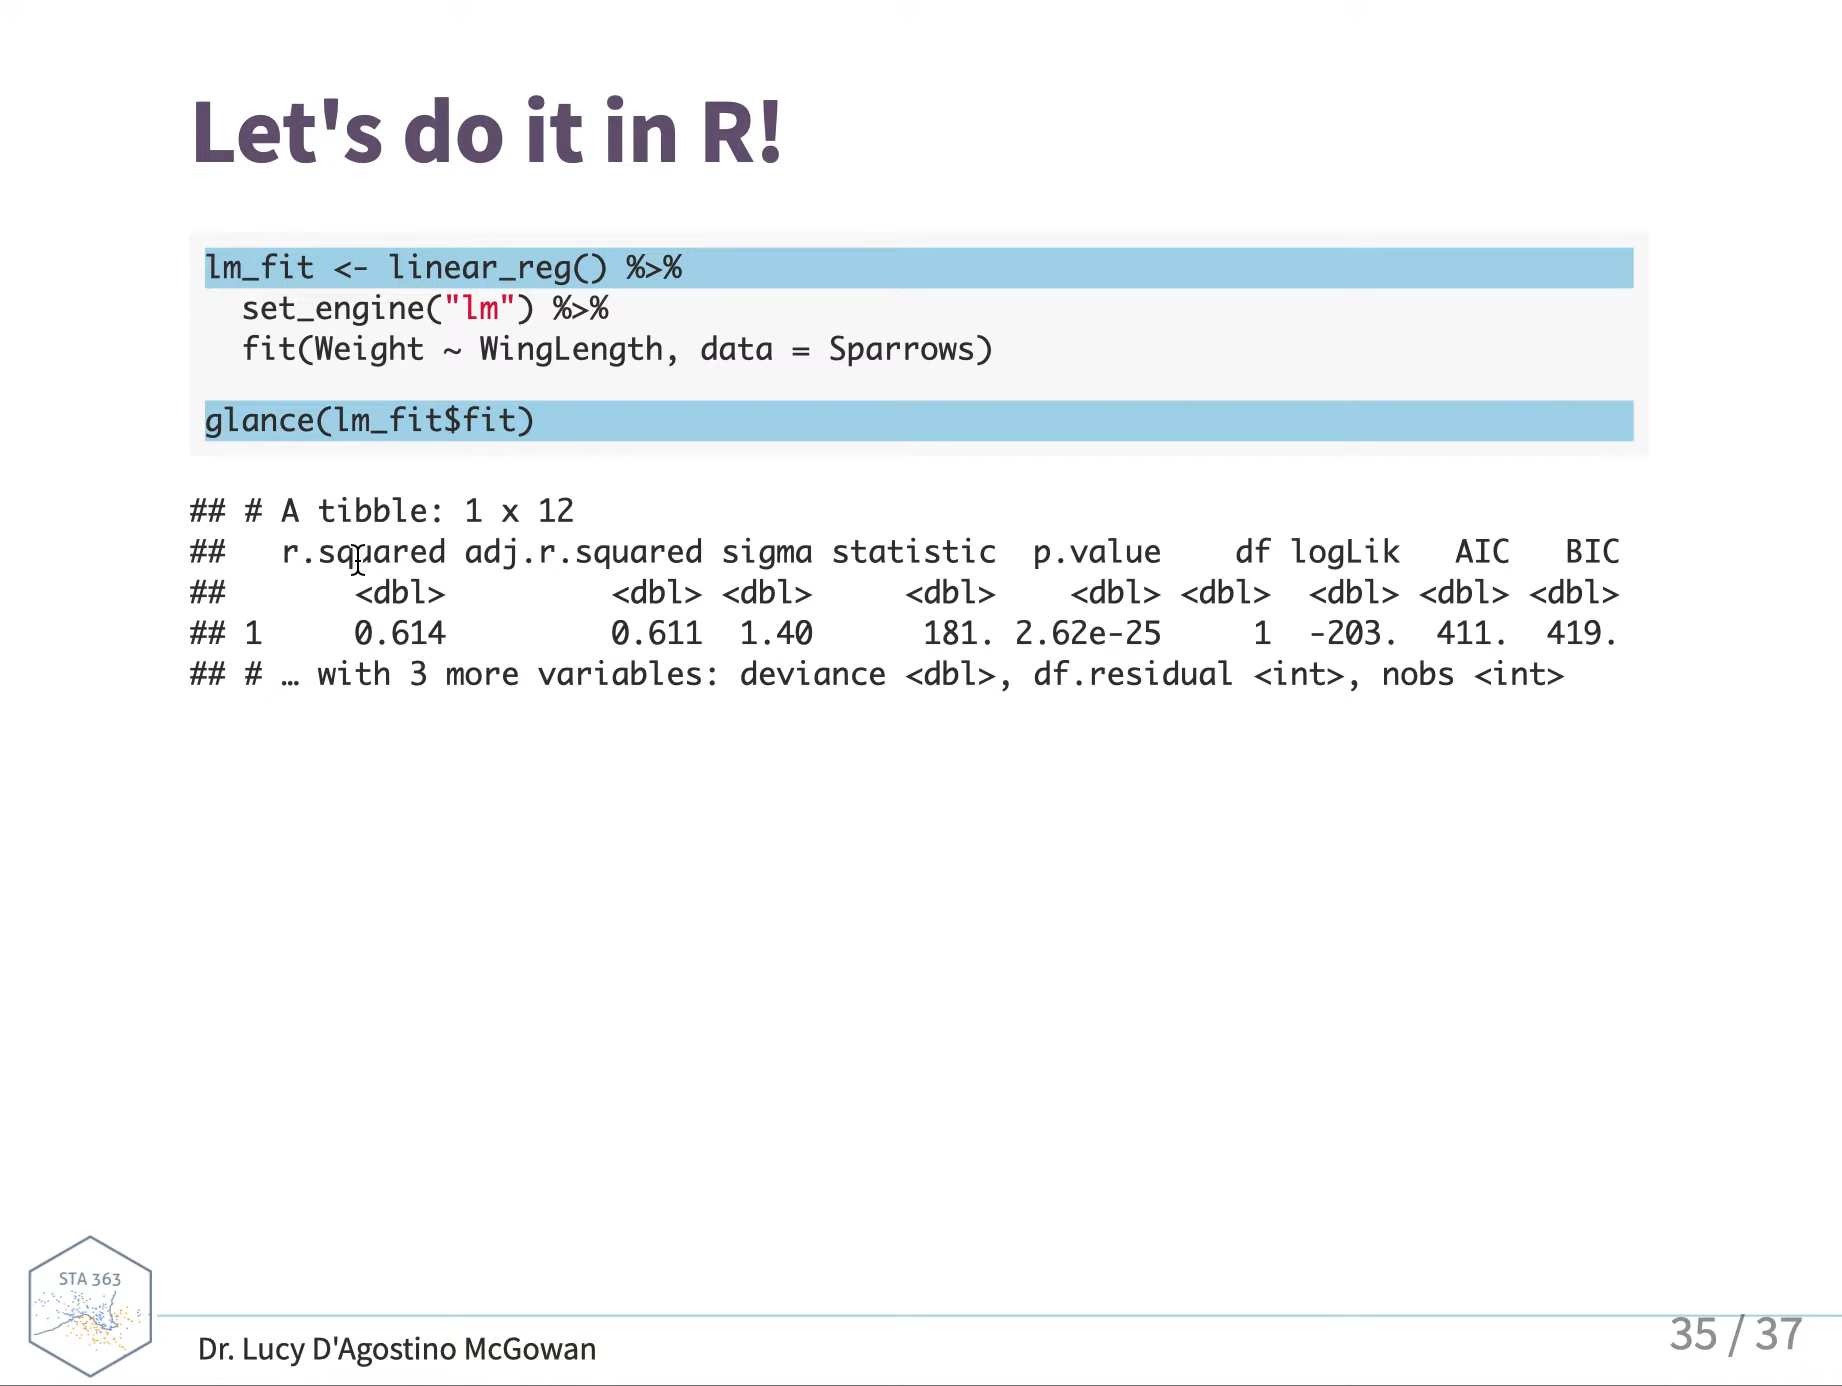 Let's do it in R!
lm_fit <- linear_reg() %>%
  set_engine("lm") %>%
  fit(Weight ~ WingLength, data = Sparrows)
glance(lm_fit$fit)
## # A tibble: 1 x 12
##   r.squared adj.r.squared sigma statistic  p.value    df logLik   AIC   BIC
##       <dbl>         <dbl> <dbl>     <dbl>    <dbl> <dbl>  <dbl> <dbl> <dbl>
## 1     0.614         0.611  1.40      181. 2.62e-25     1  -203.  411.  419.
## # … with 3 more variables: deviance <dbl>, df.residual <int>, nobs <int>
STA 363
Dr. Lucy D'Agostino McGowan
35 / 37